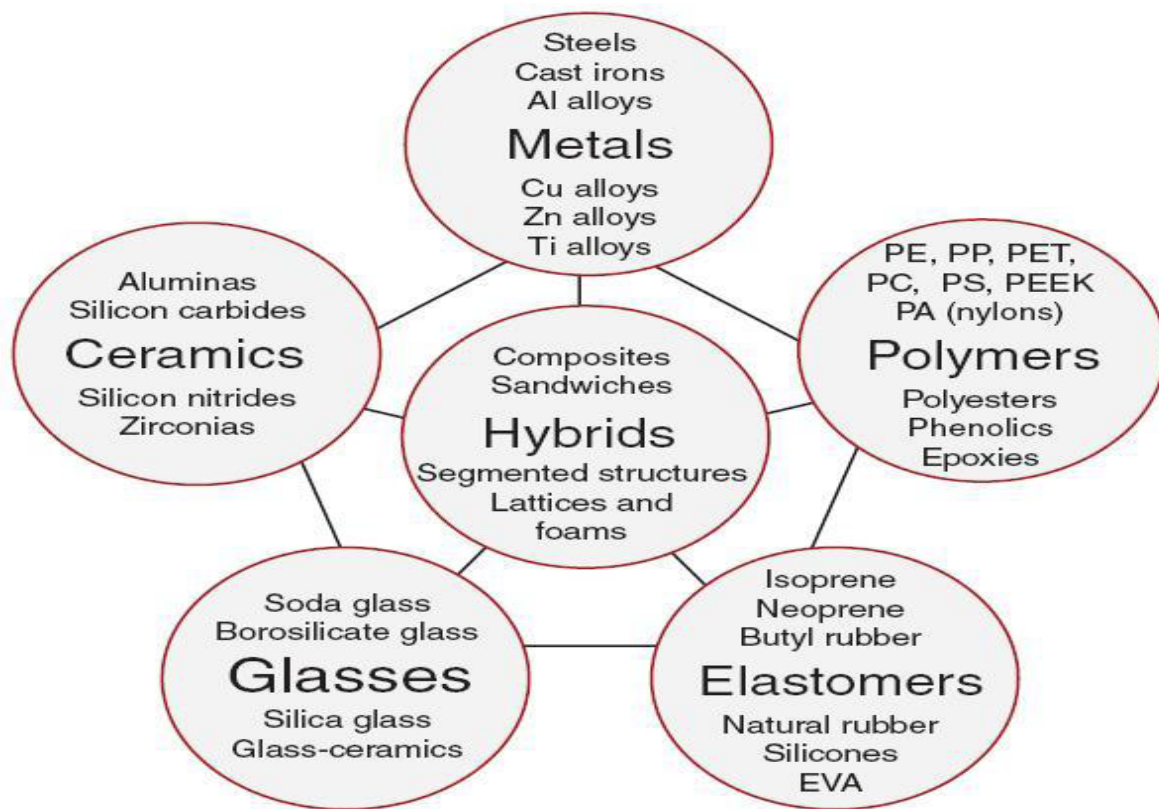 Steels
Cast irons
Al alloys
Metals
Cu alloys
Zn alloys
Ti alloys
Aluminas
Silicon carbides
Ceramics
Silicon nitrides
Zirconias
PE, PP, PET,
PC, PS, PEEK
PA (nylons)
Polymers
Polyesters
Phenolics
Epoxies
Composites
Sandwiches
Hybrids
Segmented structures
Lattices and
foams
Soda glass
Borosilicate glass
Glasses
Silica glass
Glass-ceramics
Isoprene
Neoprene
Butyl rubber
Elastomers
Natural rubber
Silicones
EVA